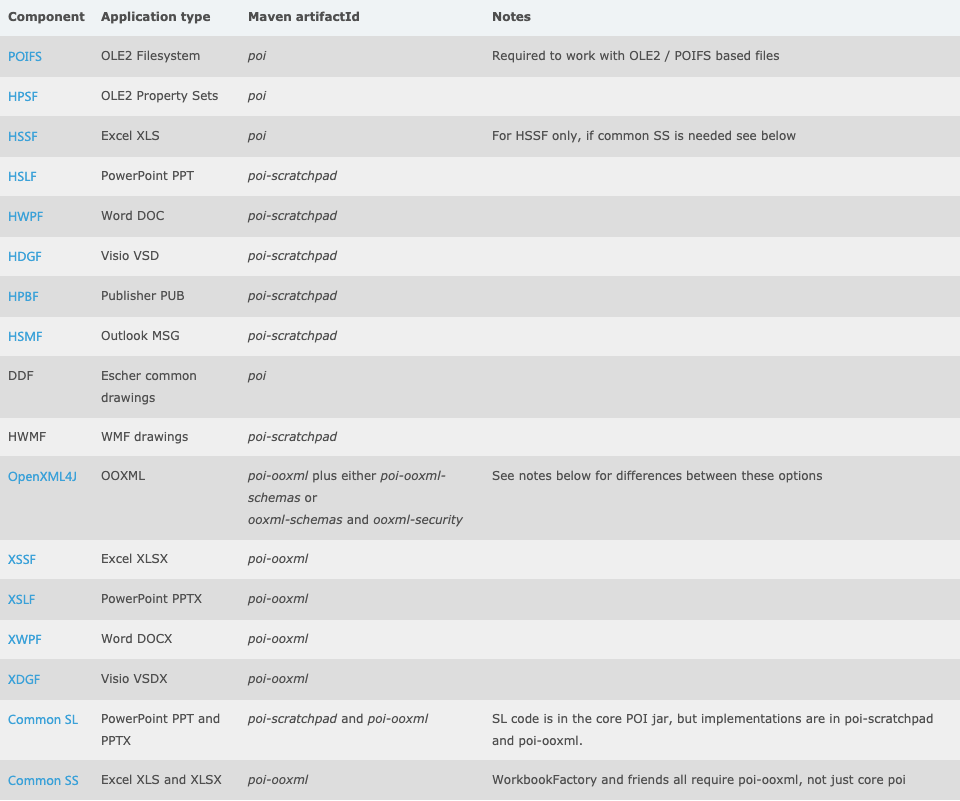 Component Application type Maven artifactId Notes
POIFS OLE2 Filesystem poi Required to work with OLE2 / POIFS based files
HPSF OLE2 Property Sets poi
HSSF Excel XLS poi For HSSF only, if common SS is needed see below
HSLF PowerPoint PPT poi-scratchpad
HWPF Word DOC poi-scratchpad
HDGF Visio VSD poi-scratchpad
HPBF Publisher PUB poi-scratchpad
HSMF Outlook MSG poi-scratchpad
DDF Escher common poi
drawings
HWMF WMF drawings poi-scratchpad
OpenXML4J OOXML poi-ooxml plus either poi-ooxml- See notes below for differences between these options
schemas or
ooxml-schemas and ooxml-security
XSSF Excel XLSX poi-ooxml
XSLF PowerPoint PPTX poi-ooxml
XWPF Word DOCX poi-ooxml
XDGF Visio VSDX poi-ooxml
Common SL PowerPoint PPT and poi-scratchpad and poi-ooxml SL code is in the core POI jar, but implementations are in poi-scratchpad
PPTX and poi-ooxml.
Common SS Excel XLS and XLSX poi-ooxml WorkbookFactory and friends all require poi-ooxml, not just core poi